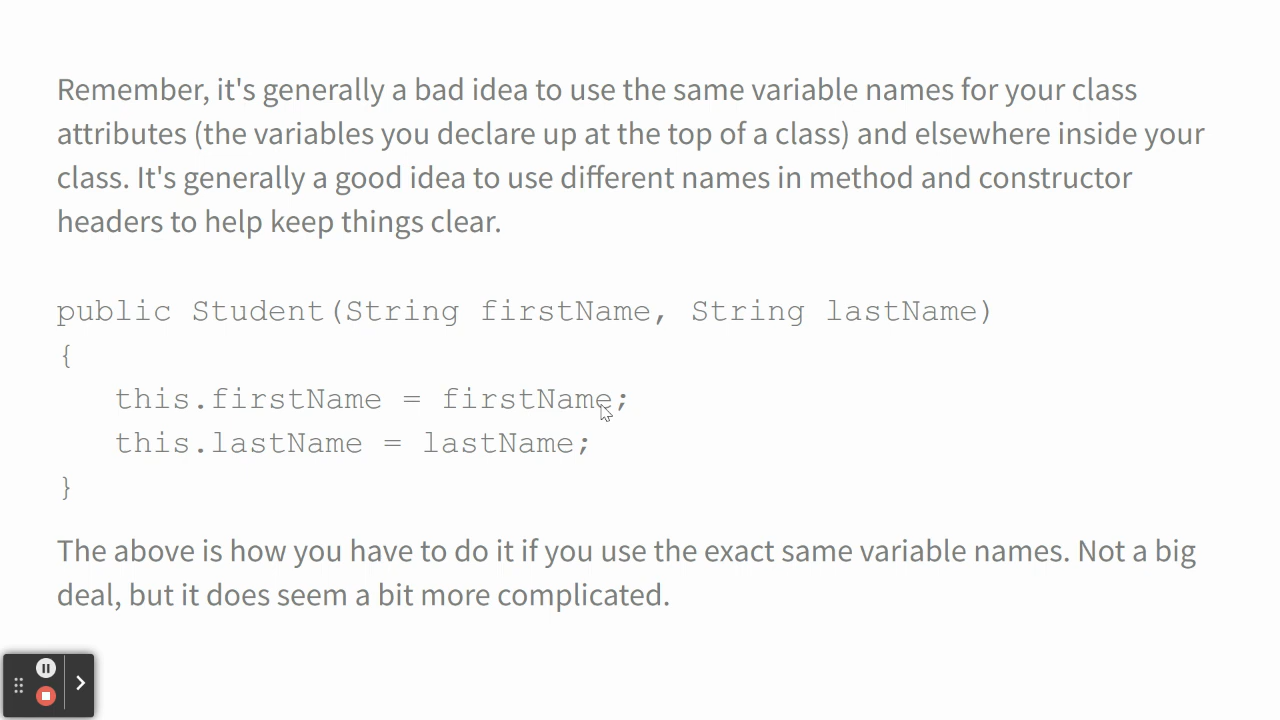 Remember, it's generally a bad idea to use the same variable names for your class
attributes (the variables you declare up at the top of a class) and elsewhere inside your
class. It's generally a good idea to use different names in method and constructor
headers to help keep things clear.
public Student(String firstName, String lastName)
{
this.firstName = firstName;
this.lastName = lastName;
}
The above is how you have to do it if you use the exact same variable names. Not a big
deal, but it does seem a bit more complicated.